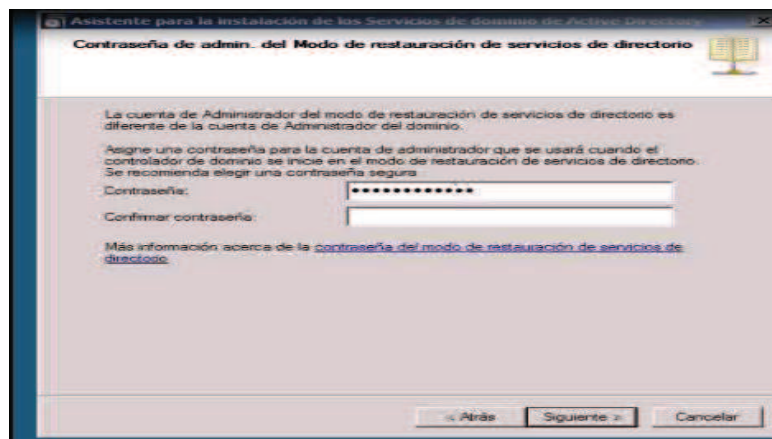 Asistente para la instalación de los Servicios de dominio de Active Directory
Contraseña de admin. del Modo de restauración de servicios de directorio
La cuenta de Administrador del modo de restauración de servicios de directorio es
diferente de la cuenta de Administrador del dominio.
Asigne una contraseña para la cuenta de administrador que se usará cuando el
controlador de dominio se inicie en el modo de restauración de servicios de directorio.
Se recomienda elegir una contraseña segura
Contraseña: ●●●●●●●●●●●●
Confirmar contraseña:
Más información acerca de la contraseña del modo de restauración de servicios de
directorio
< Atrás Siguiente > Cancelar